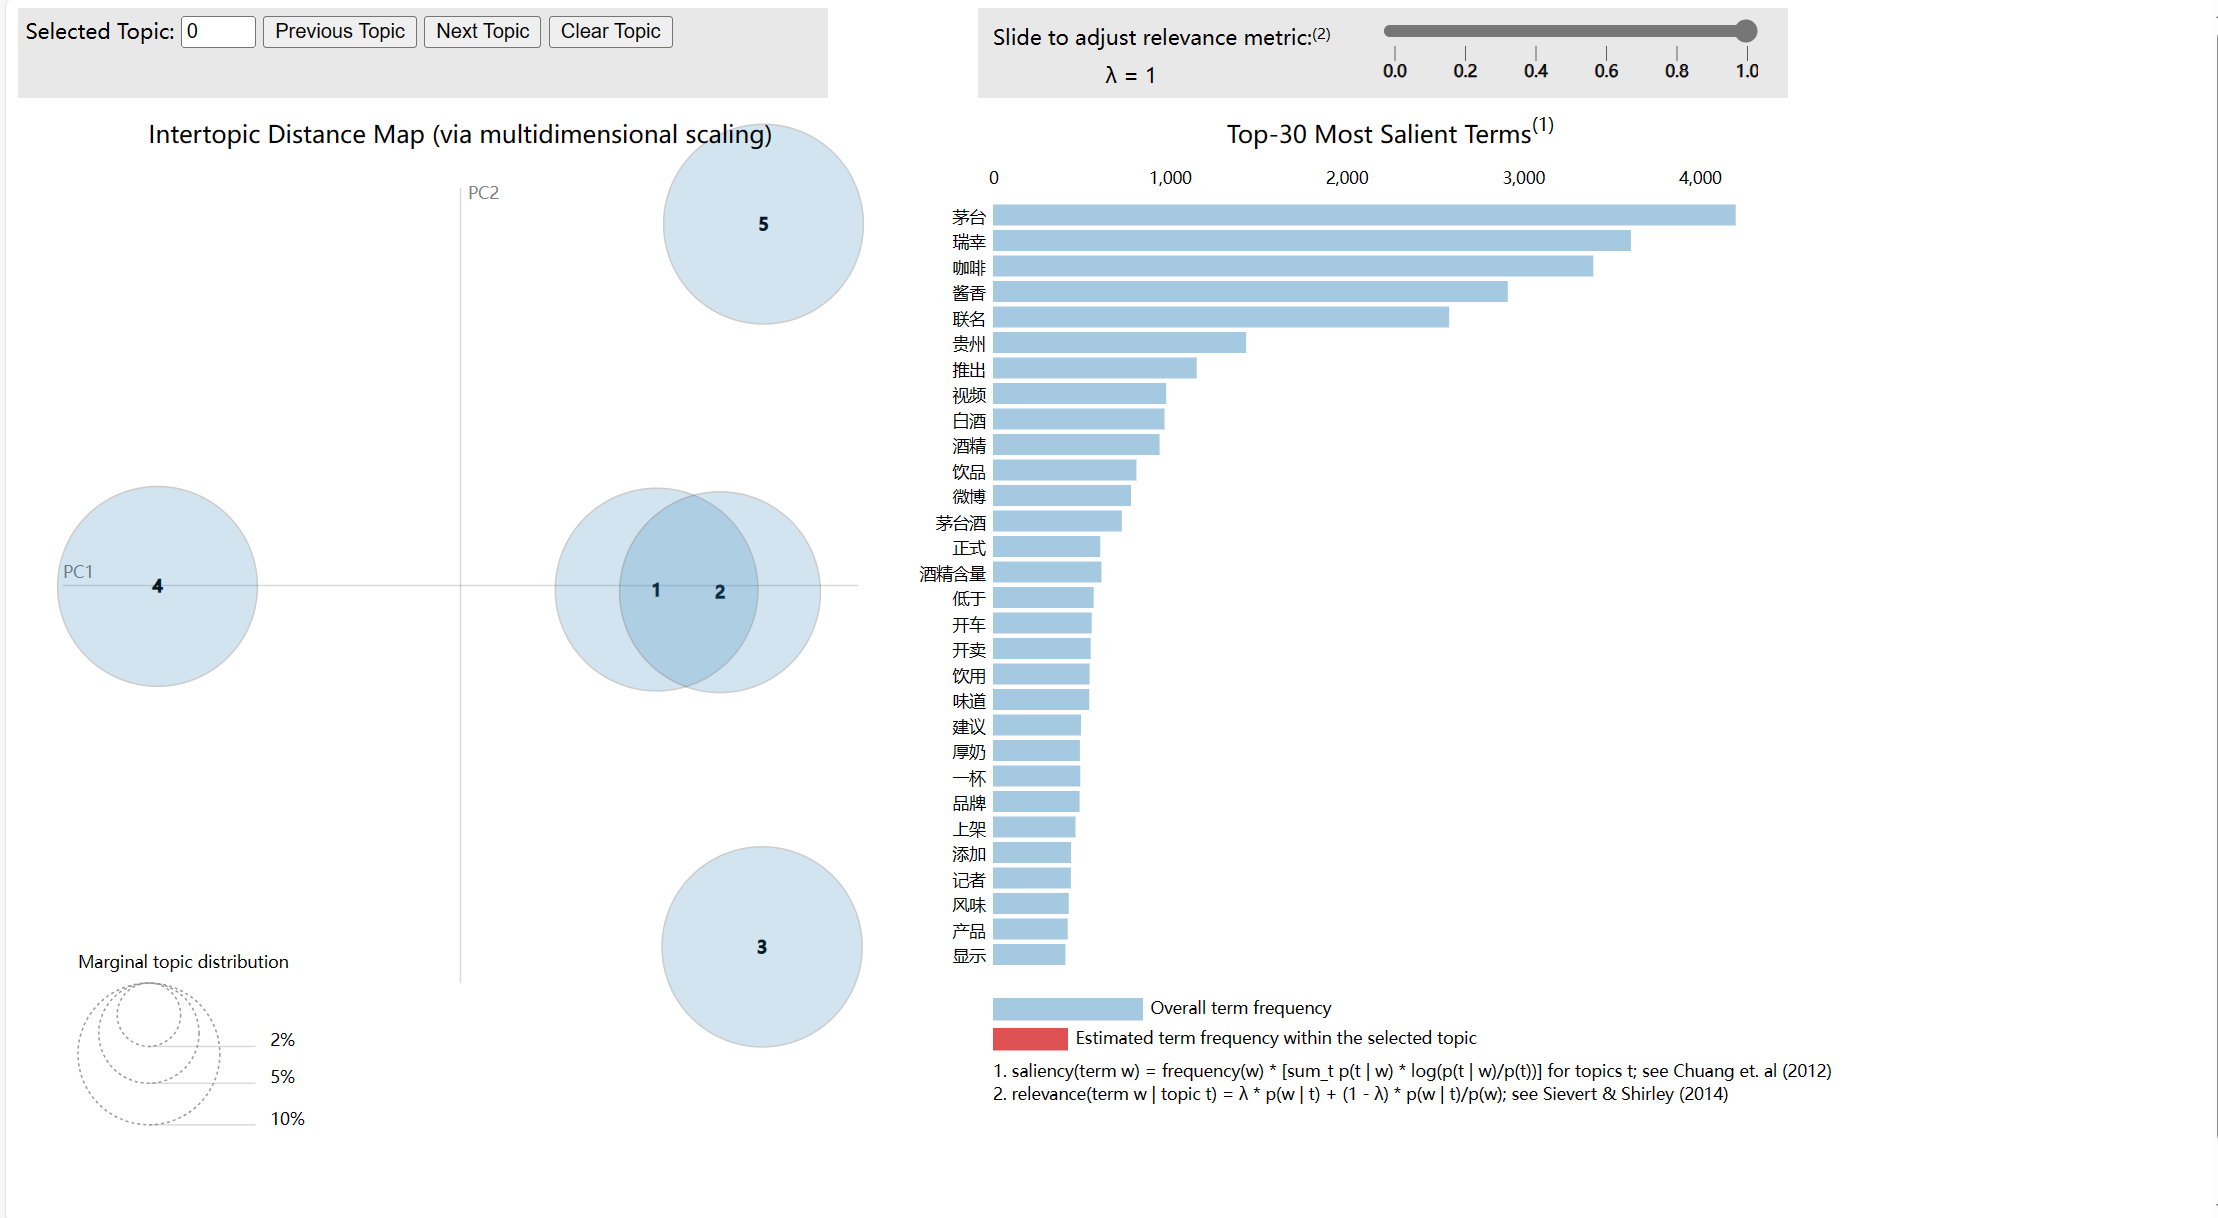 Selected Topic: 0 Previous Topic Next Topic Clear Topic
Slide to adjust relevance metric:(2)
λ = 1
0.0 0.2 0.4 0.6 0.8 1.0
Intertopic Distance Map (via multidimensional scaling)
PC2
PC1
5
4
1
2
3
Marginal topic distribution
2%
5%
10%
Top-30 Most Salient Terms(1)
0 1,000 2,000 3,000 4,000
茅台
瑞幸
咖啡
酱香
联名
贵州
推出
视频
白酒
酒精
饮品
微博
茅台酒
正式
酒精含量
低于
开车
开卖
饮用
味道
建议
厚奶
一杯
品牌
上架
添加
记者
风味
产品
显示
Overall term frequency
Estimated term frequency within the selected topic
1. saliency(term w) = frequency(w) * [sum_t p(t | w) * log(p(t | w)/p(t))] for topics t; see Chuang et. al (2012)
2. relevance(term w | topic t) = λ * p(w | t) + (1 - λ) * p(w | t)/p(w); see Sievert & Shirley (2014)